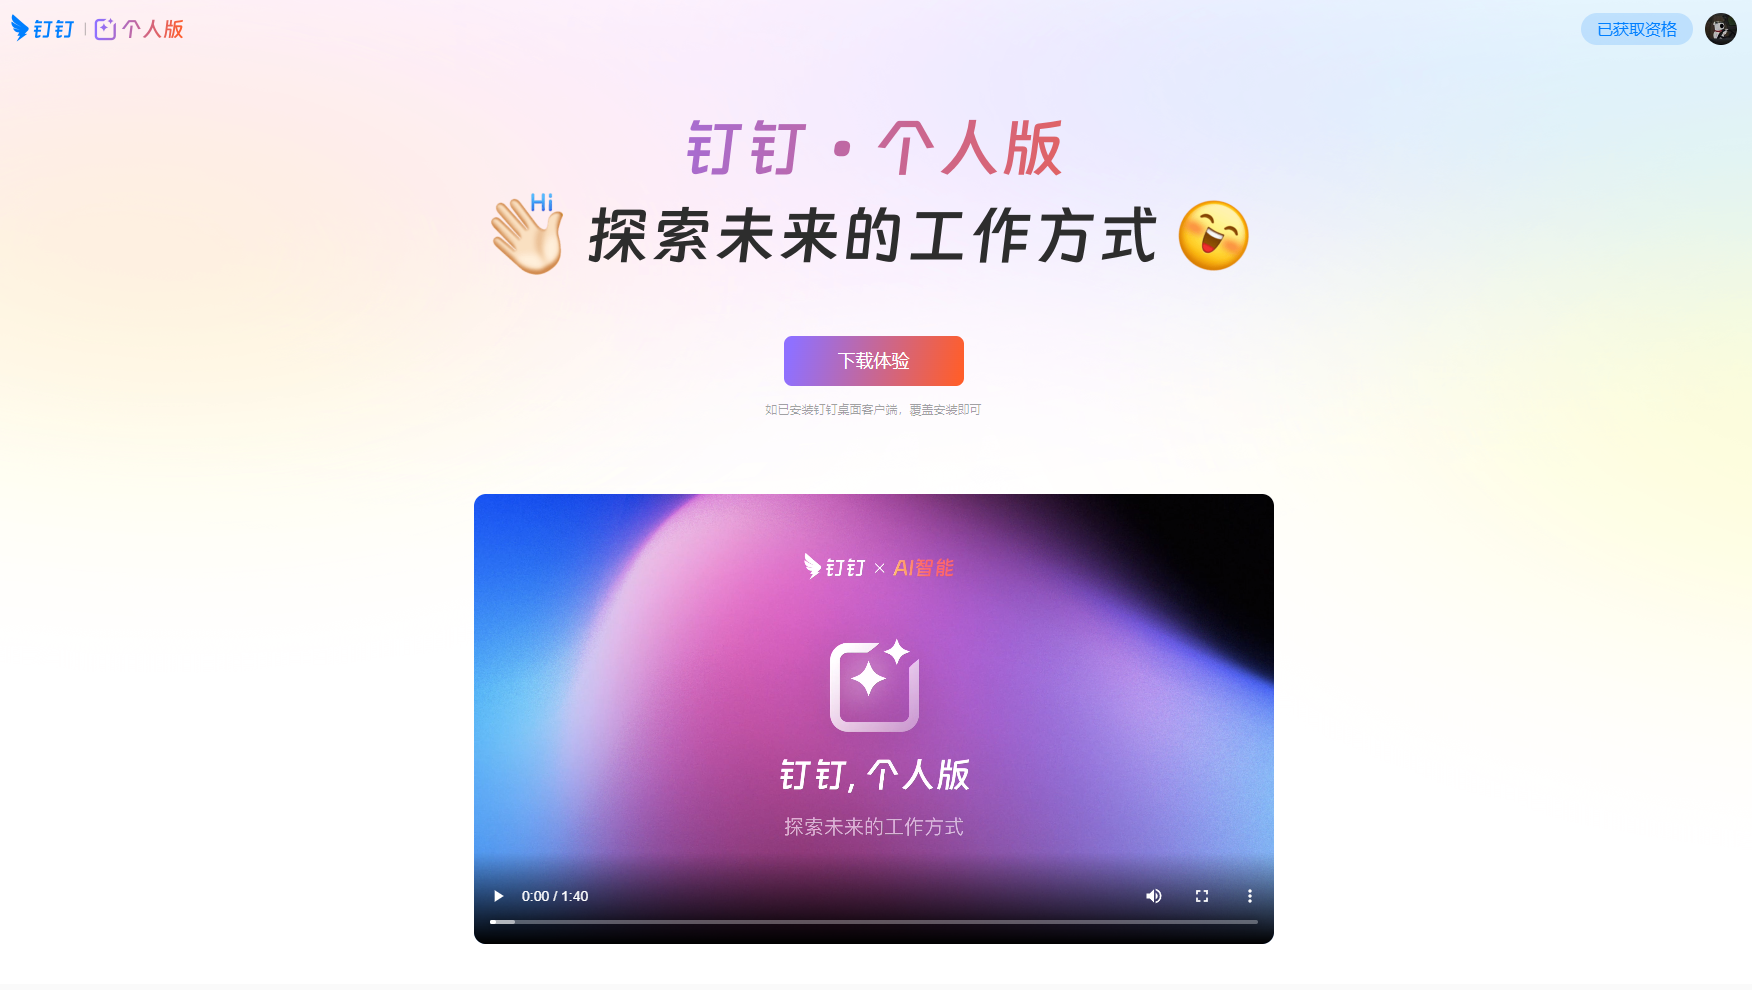 钉钉 | 个人版
已获取资格
钉钉·个人版
Hi
探索未来的工作方式
下载体验
如已安装钉钉桌面客户端，覆盖安装即可
钉钉 × AI智能
钉钉, 个人版
探索未来的工作方式
0:00 / 1:40